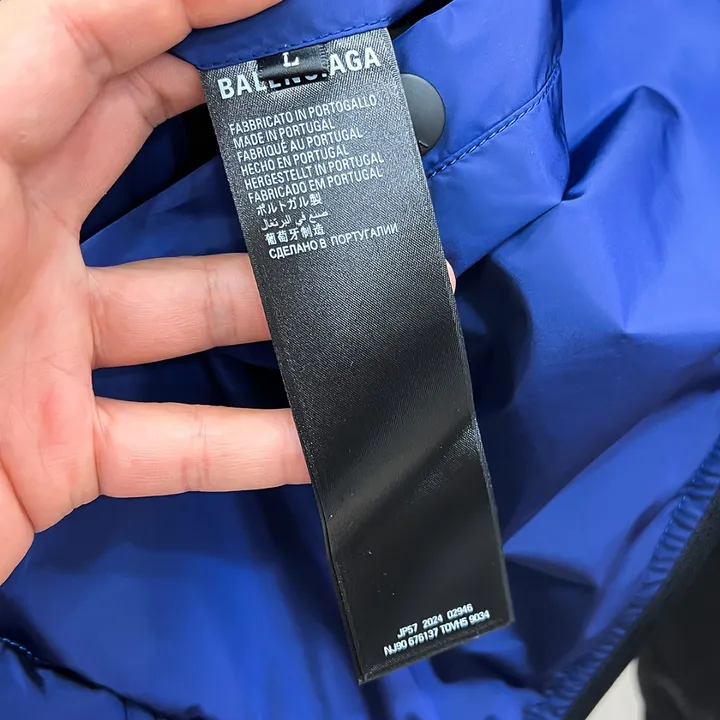 L
BALENCIAGA
FABBRICATO IN PORTOGALLO
MADE IN PORTUGAL
FABRIQUÉ AU PORTUGAL
HECHO EN PORTUGAL
HERGESTELLT IN PORTUGAL
FABRICADO EM PORTUGAL
ポルトガル製
صنع في البرتغال
葡萄牙制造
СДЕЛАНО В ПОРТУГАЛИИ
JP57 2024 02946
NJ90 676137 TOVH5 9034